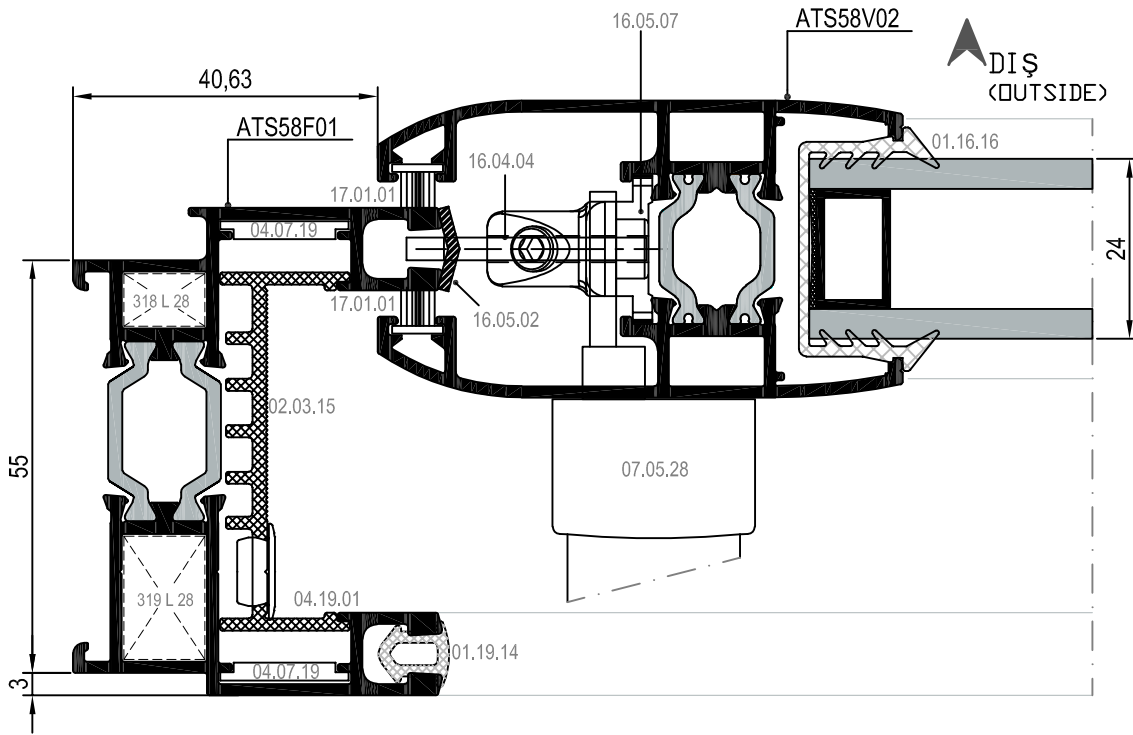 16.05.07
ATS58V02
DIŞ
(OUTSIDE)
40,63
ATS58F01
01.16.16
16.04.04
17.01.01
04.07.19
24
318 L 28
17.01.01
16.05.02
02.03.15
55
07.05.28
319 L 28
04.19.01
01.19.14
04.07.19
3